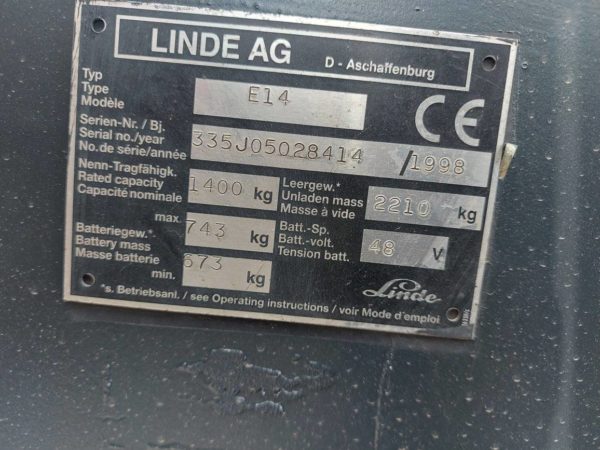 LINDE AG D - Aschaffenburg
Typ
Type E14
Modèle
CE
Serien-Nr. / Bj.
Serial no./year 335J05028414 /1998
No. de série/année
Nenn-Tragfähigk. Leergew.*
Rated capacity 1400 kg Unladen mass 2210 kg
Capacité nominale Masse à vide
max. 743 kg Batt.-Sp.
Batteriegew.*. Batt.-volt. 48 V
Battery mass Tension batt.
Masse batterie 673 kg
min. Linde
*s. Betriebsanl. / see Operating instructions / voir Mode d'emploi